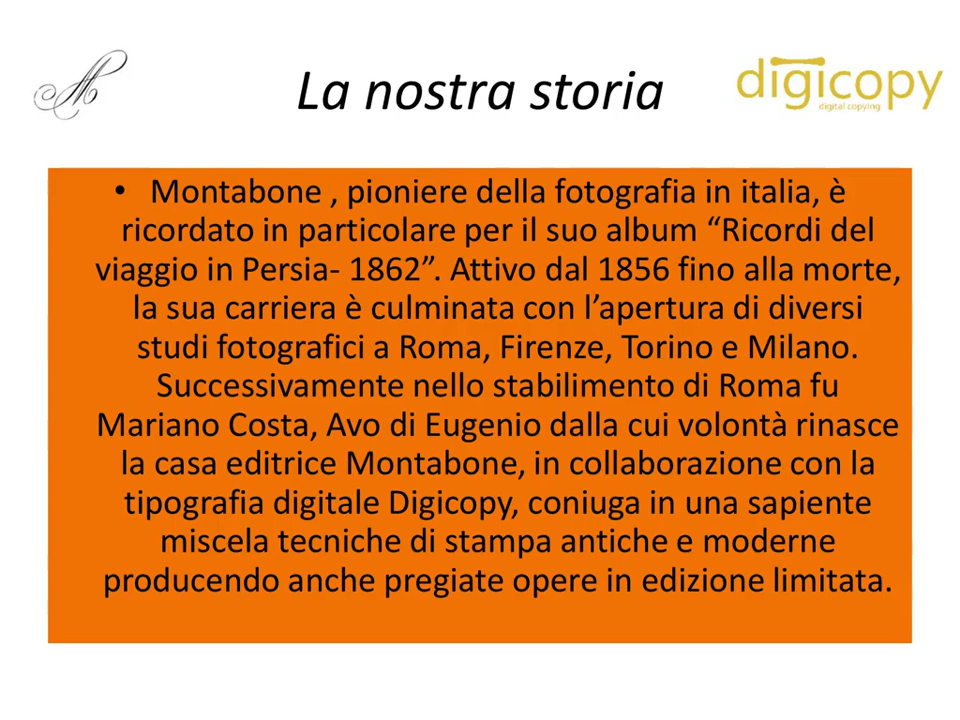 La nostra storia
digicopy
digital copying
• Montabone , pioniere della fotografia in italia, è
ricordato in particolare per il suo album “Ricordi del
viaggio in Persia- 1862”. Attivo dal 1856 fino alla morte,
la sua carriera è culminata con l’apertura di diversi
studi fotografici a Roma, Firenze, Torino e Milano.
Successivamente nello stabilimento di Roma fu
Mariano Costa, Avo di Eugenio dalla cui volontà rinasce
la casa editrice Montabone, in collaborazione con la
tipografia digitale Digicopy, coniuga in una sapiente
miscela tecniche di stampa antiche e moderne
producendo anche pregiate opere in edizione limitata.